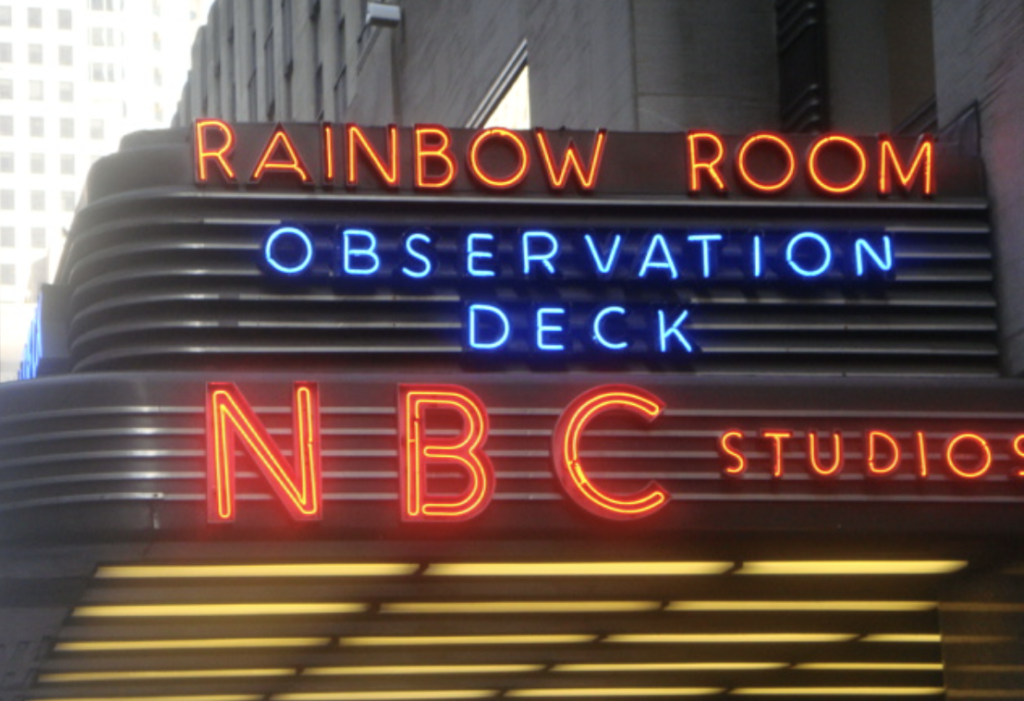 RAINBOW ROOM
OBSERVATION
DECK
NBC STUDIOS